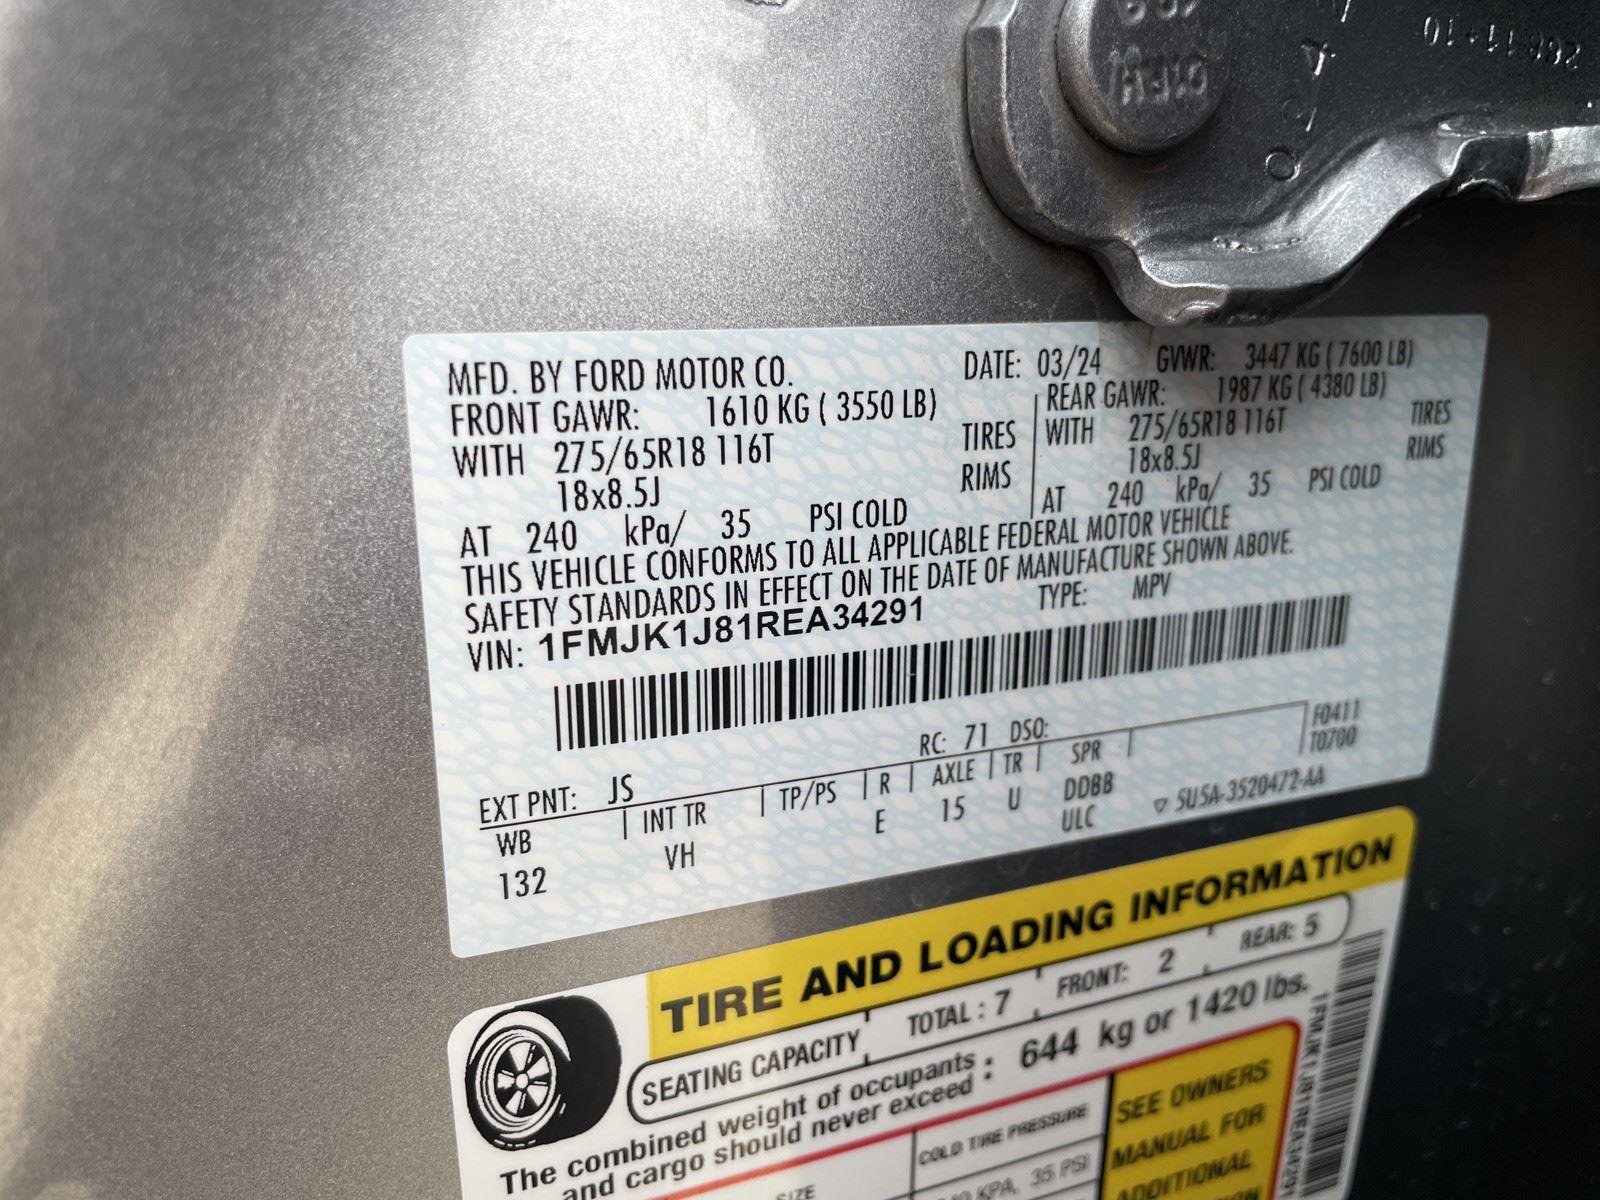 MFD. BY FORD MOTOR CO. DATE: 03/24 GVWR: 3447 KG ( 7600 LB)
FRONT GAWR: 1610 KG ( 3550 LB) REAR GAWR: 1987 KG ( 4380 LB)
WITH 275/65R18 116T TIRES WITH 275/65R18 116T TIRES
18x8.5J RIMS 18x8.5J RIMS
AT 240 kPa/ 35 PSI COLD AT 240 kPa/ 35 PSI COLD
THIS VEHICLE CONFORMS TO ALL APPLICABLE FEDERAL MOTOR VEHICLE
SAFETY STANDARDS IN EFFECT ON THE DATE OF MANUFACTURE SHOWN ABOVE.
VIN: 1FMJK1J81REA34291 TYPE: MPV
F0411
T0700
EXT PNT: JS RC: 71 DSO:
WB INT TR TP/PS R AXLE TR SPR
132 VH E 15 U DDBB
ULC
5U5A-3520472-AA
TIRE AND LOADING INFORMATION
SEATING CAPACITY TOTAL : 7 FRONT: 2 REAR: 5
The combined weight of occupants and cargo should never exceed : 644 kg or 1420 lbs.
SIZE
COLD TIRE PRESSURE
KPA, 35 PSI
SEE OWNERS
MANUAL FOR
ADDITIONAL
1FMJK1J81REA34291